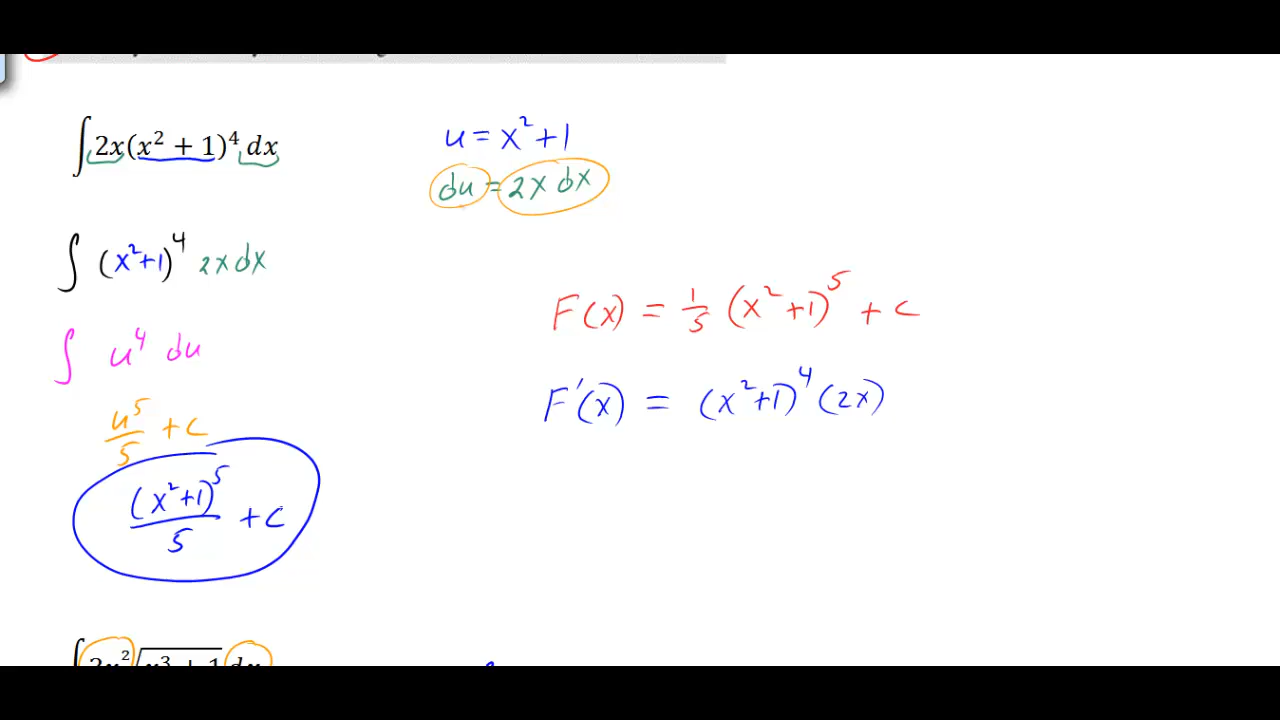 ∫ 2x(x² + 1)⁴ dx
u = x² + 1
du = 2x dx
∫ (x²+1)⁴ 2x dx
∫ u⁴ du
u⁵/5 + c
(x²+1)⁵/5 + c
F(x) = 1/5 (x²+1)⁵ + c
F'(x) = (x²+1)⁴ (2x)